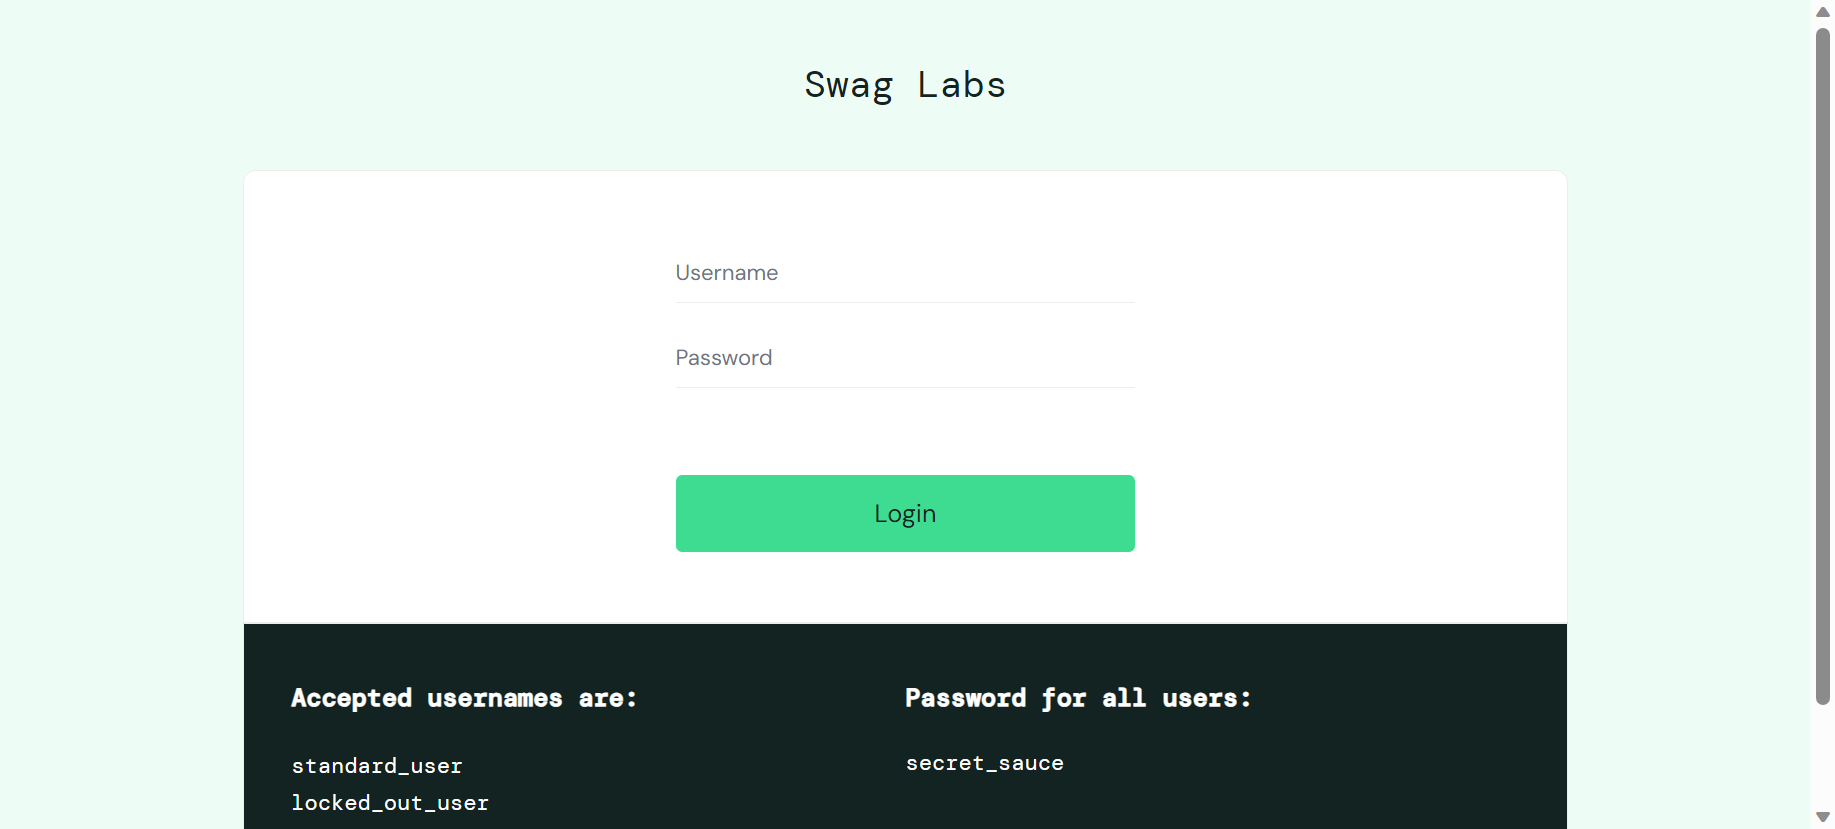 Swag Labs
Username
Password
Login
Accepted usernames are:
standard_user
locked_out_user
Password for all users:
secret_sauce